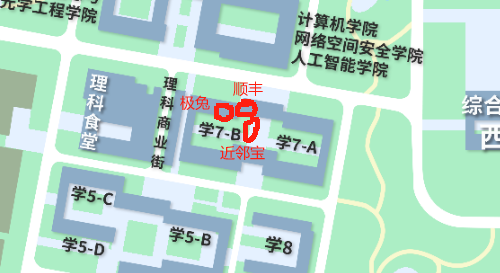 光学工程学院
计算机学院
网络空间安全学院
人工智能学院
理科食堂
理科商业街
极兔
顺丰
学7-B
学7-A
近邻宝
综合
西
学5-C
学5-D
学5-B
学8